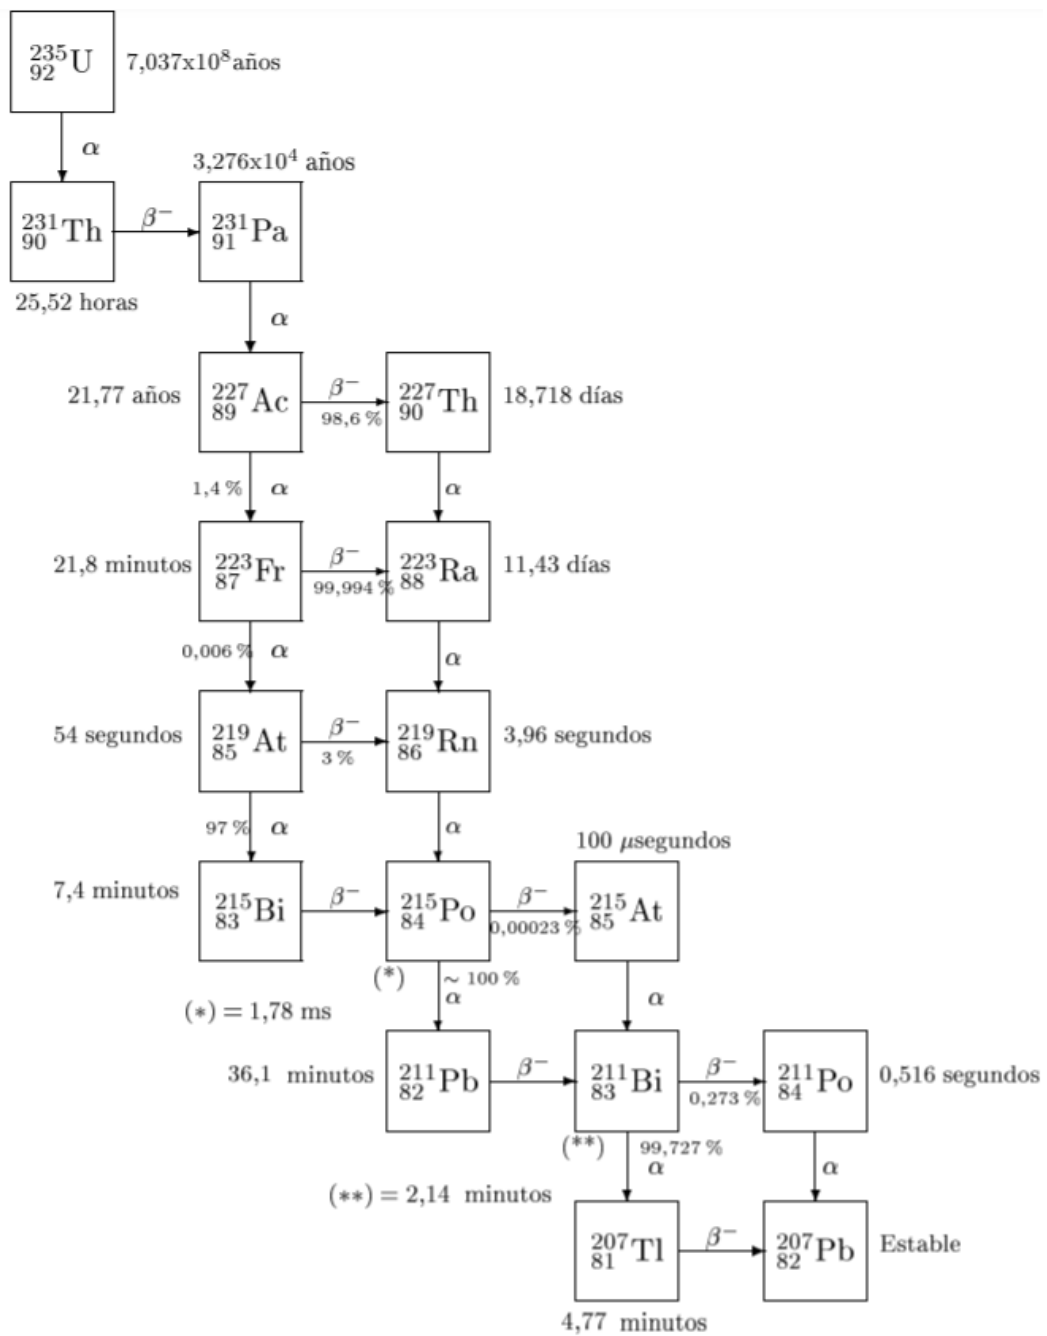 ²³⁵₉₂U 7,037x10⁸años
α
3,276x10⁴ años
²³¹₉₀Th β⁻ ²³¹₉₁Pa
25,52 horas
α
21,77 años ²²⁷₈₉Ac β⁻ 98,6 % ²²⁷₉₀Th 18,718 días
1,4 % α α
21,8 minutos ²²³₈₇Fr β⁻ 99,994 % ²²³₈₈Ra 11,43 días
0,006 % α α
54 segundos ²¹⁹₈₅At β⁻ 3 % ²¹⁹₈₆Rn 3,96 segundos
97 % α α
100 µsegundos
7,4 minutos ²¹⁵₈₃Bi β⁻ ²¹⁵₈₄Po β⁻ 0,00023 % ²¹⁵₈₅At
(*) ∼ 100 %
α α
(∗) = 1,78 ms
36,1 minutos ²¹¹₈₂Pb β⁻ ²¹¹₈₃Bi β⁻ 0,273 % ²¹¹₈₄Po 0,516 segundos
(**) 99,727 %
α α
(∗∗) = 2,14 minutos
²⁰⁷₈₁Tl β⁻ ²⁰⁷₈₂Pb Estable
4,77 minutos